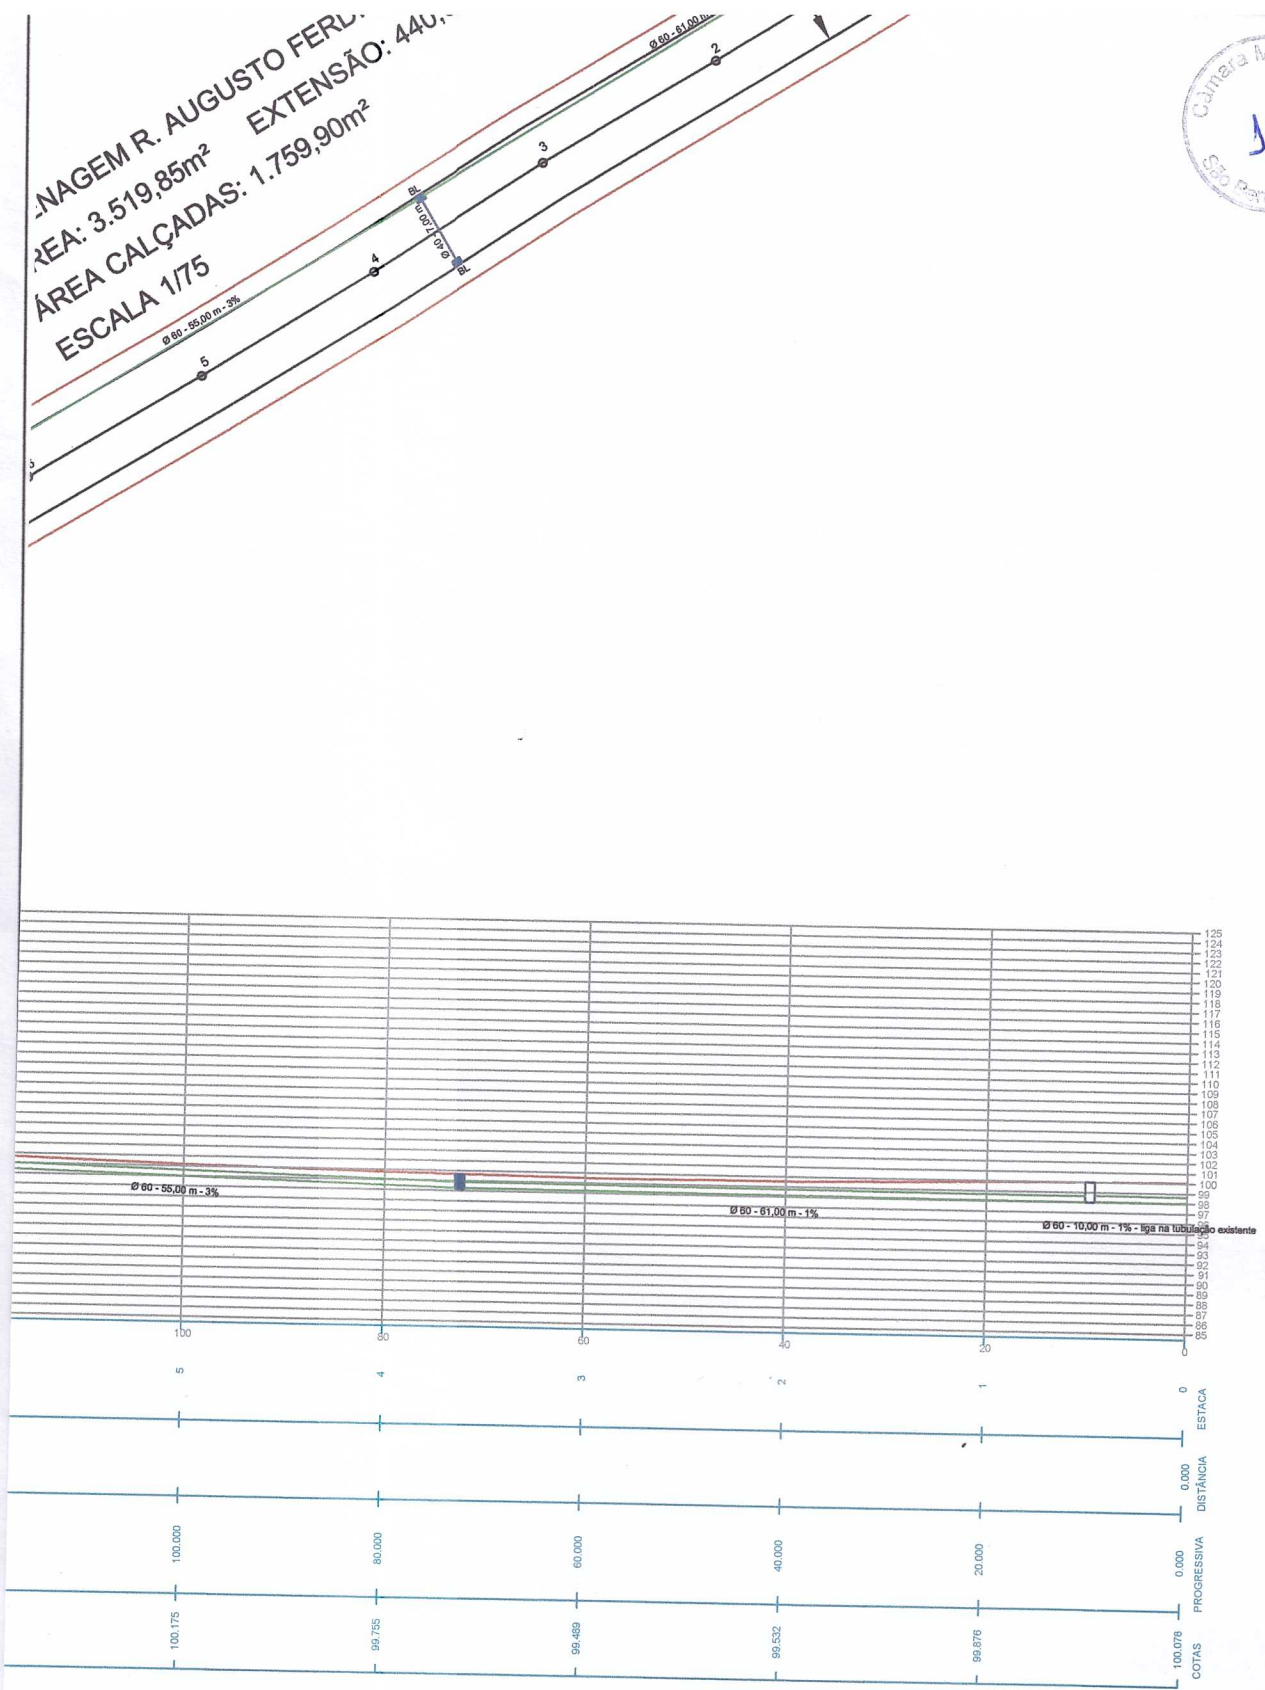 ENAGEM R. AUGUSTO FERD
REA: 3.519,85m² EXTENSÃO: 440,
ÁREA CALÇADAS: 1.759,90m²
ESCALA 1/75
Ø 60 - 61,00 m
2
3
BL
Ø 40 - 7,00 m
BL
4
Ø 60 - 55,00 m - 3%
5
Câmara
São
125
124
123
122
121
120
119
118
117
116
115
114
113
112
111
110
109
108
107
106
105
104
103
102
101
100
99
98
97
94
93
92
91
90
89
88
87
86
85
Ø 60 - 55,00 m - 3%
Ø 60 - 61,00 m - 1%
Ø 60 - 10,00 m - 1% - liga na tubulação existente
100 80 60 40 20 0
5 4 3 2 1 0 ESTACA
0.000 DISTÂNCIA
100.000 80.000 60.000 40.000 20.000 0.000 PROGRESSIVA
100.175 99.755 99.489 99.532 99.876 100.078 COTAS